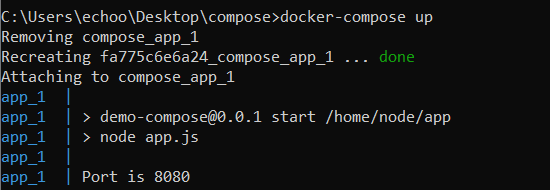 C:\Users\echoo\Desktop\compose>docker-compose up
Removing compose_app_1
Recreating fa775c6e6a24_compose_app_1 ... done
Attaching to compose_app_1
app_1  |
app_1  | > demo-compose@0.0.1 start /home/node/app
app_1  | > node app.js
app_1  |
app_1  | Port is 8080